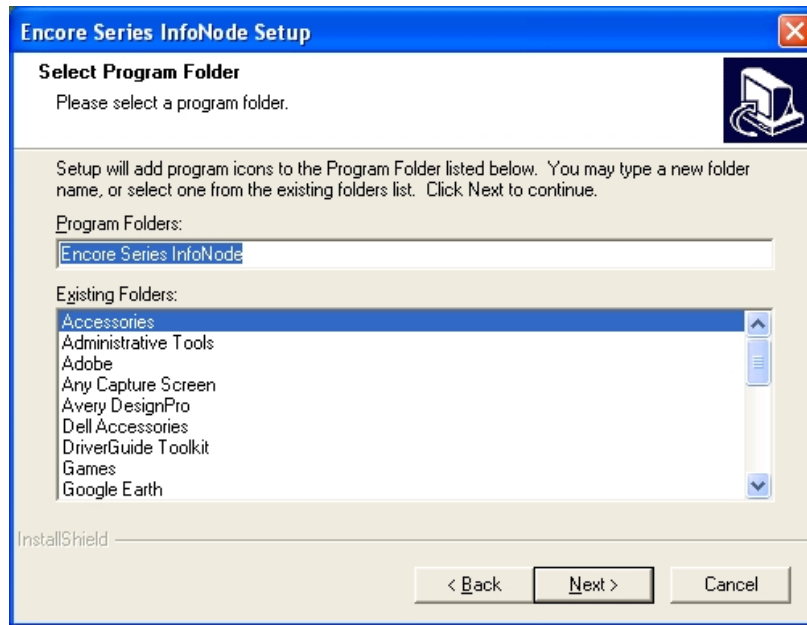 Encore Series InfoNode Setup
Select Program Folder
Please select a program folder.
Setup will add program icons to the Program Folder listed below. You may type a new folder
name, or select one from the existing folders list. Click Next to continue.
Program Folders:
Encore Series InfoNode
Existing Folders:
Accessories
Administrative Tools
Adobe
Any Capture Screen
Avery DesignPro
Dell Accessories
DriverGuide Toolkit
Games
Google Earth
InstallShield
< Back Next > Cancel